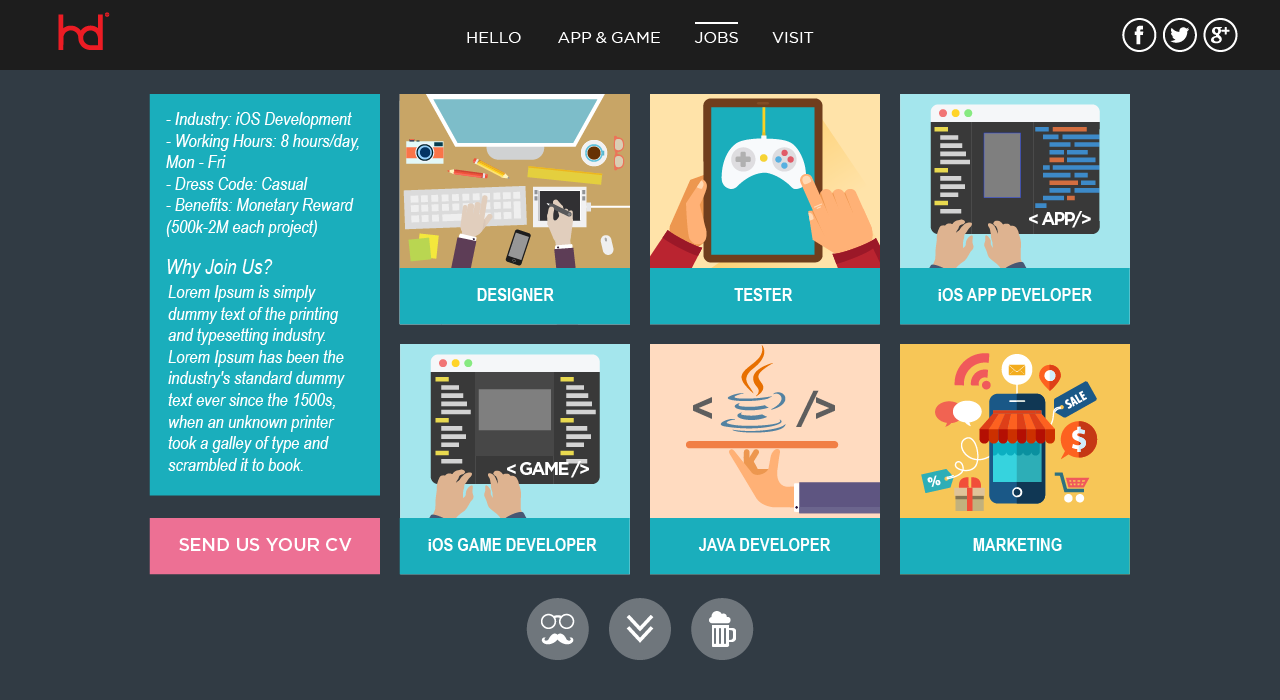 hd
HELLO
APP & GAME
JOBS
VISIT
f
g+
- Industry: iOS Development
- Working Hours: 8 hours/day,
Mon - Fri
- Dress Code: Casual
- Benefits: Monetary Reward
(500k-2M each project)
Why Join Us?
Lorem Ipsum is simply
dummy text of the printing
and typesetting industry.
Lorem Ipsum has been the
industry's standard dummy
text ever since the 1500s,
when an unknown printer
took a galley of type and
scrambled it to book.
SEND US YOUR CV
DESIGNER
TESTER
< APP/>
iOS APP DEVELOPER
< GAME />
iOS GAME DEVELOPER
< />
JAVA DEVELOPER
SALE
$
%
MARKETING